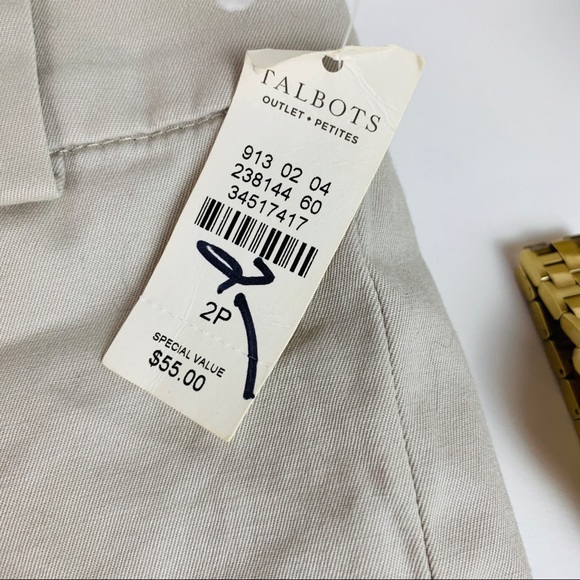 TALBOTS
OUTLET • PETITES
913 02 04
238144 60
34517417
2P
SPECIAL VALUE
$55.00